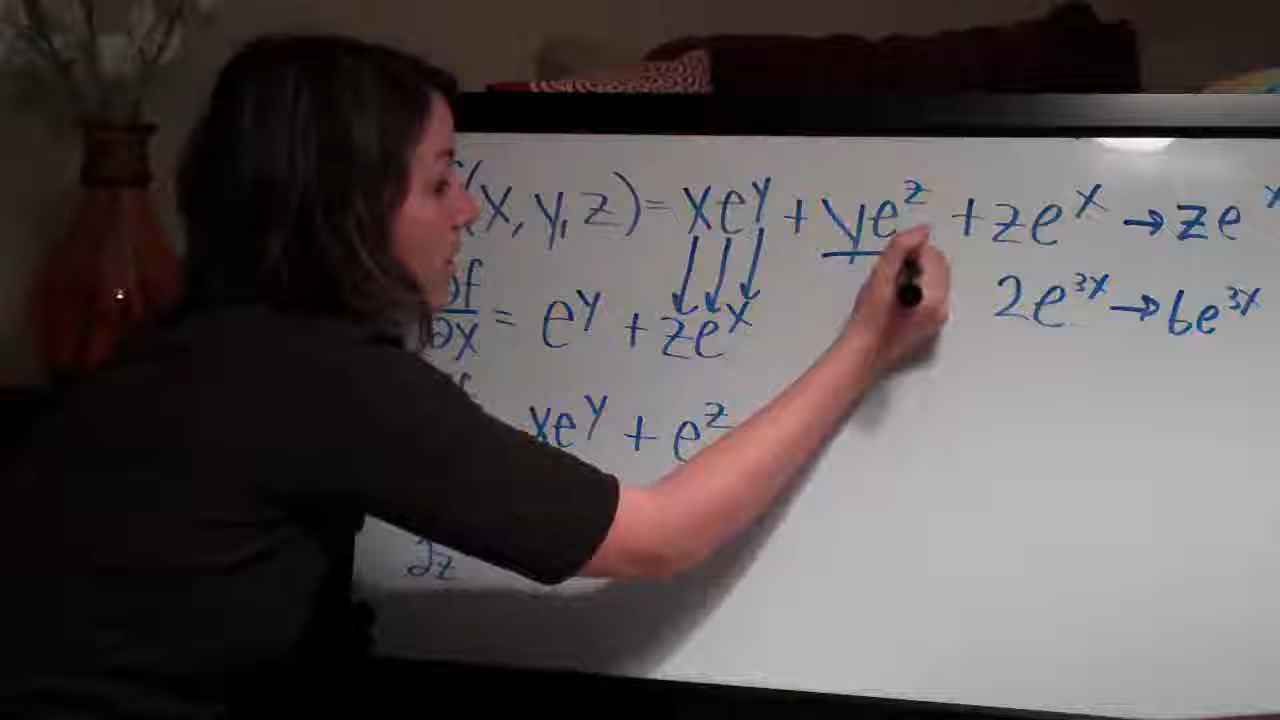 f(x, y, z) = xe^y + ye^z + ze^x → ze^x
2e^{3x} → 6e^{3x}
∂f/∂x = e^y + ze^x
xe^y + e^z
∂z